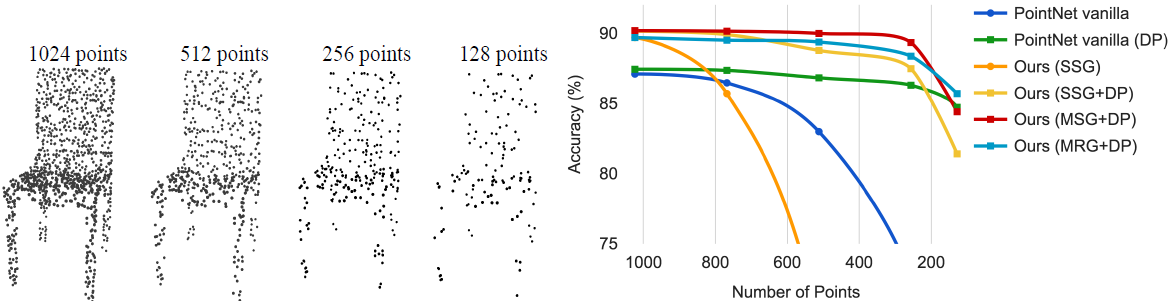 1024 points
512 points
256 points
128 points
Accuracy (%)
90
85
80
75
1000
800
600
400
200
Number of Points
PointNet vanilla
PointNet vanilla (DP)
Ours (SSG)
Ours (SSG+DP)
Ours (MSG+DP)
Ours (MRG+DP)